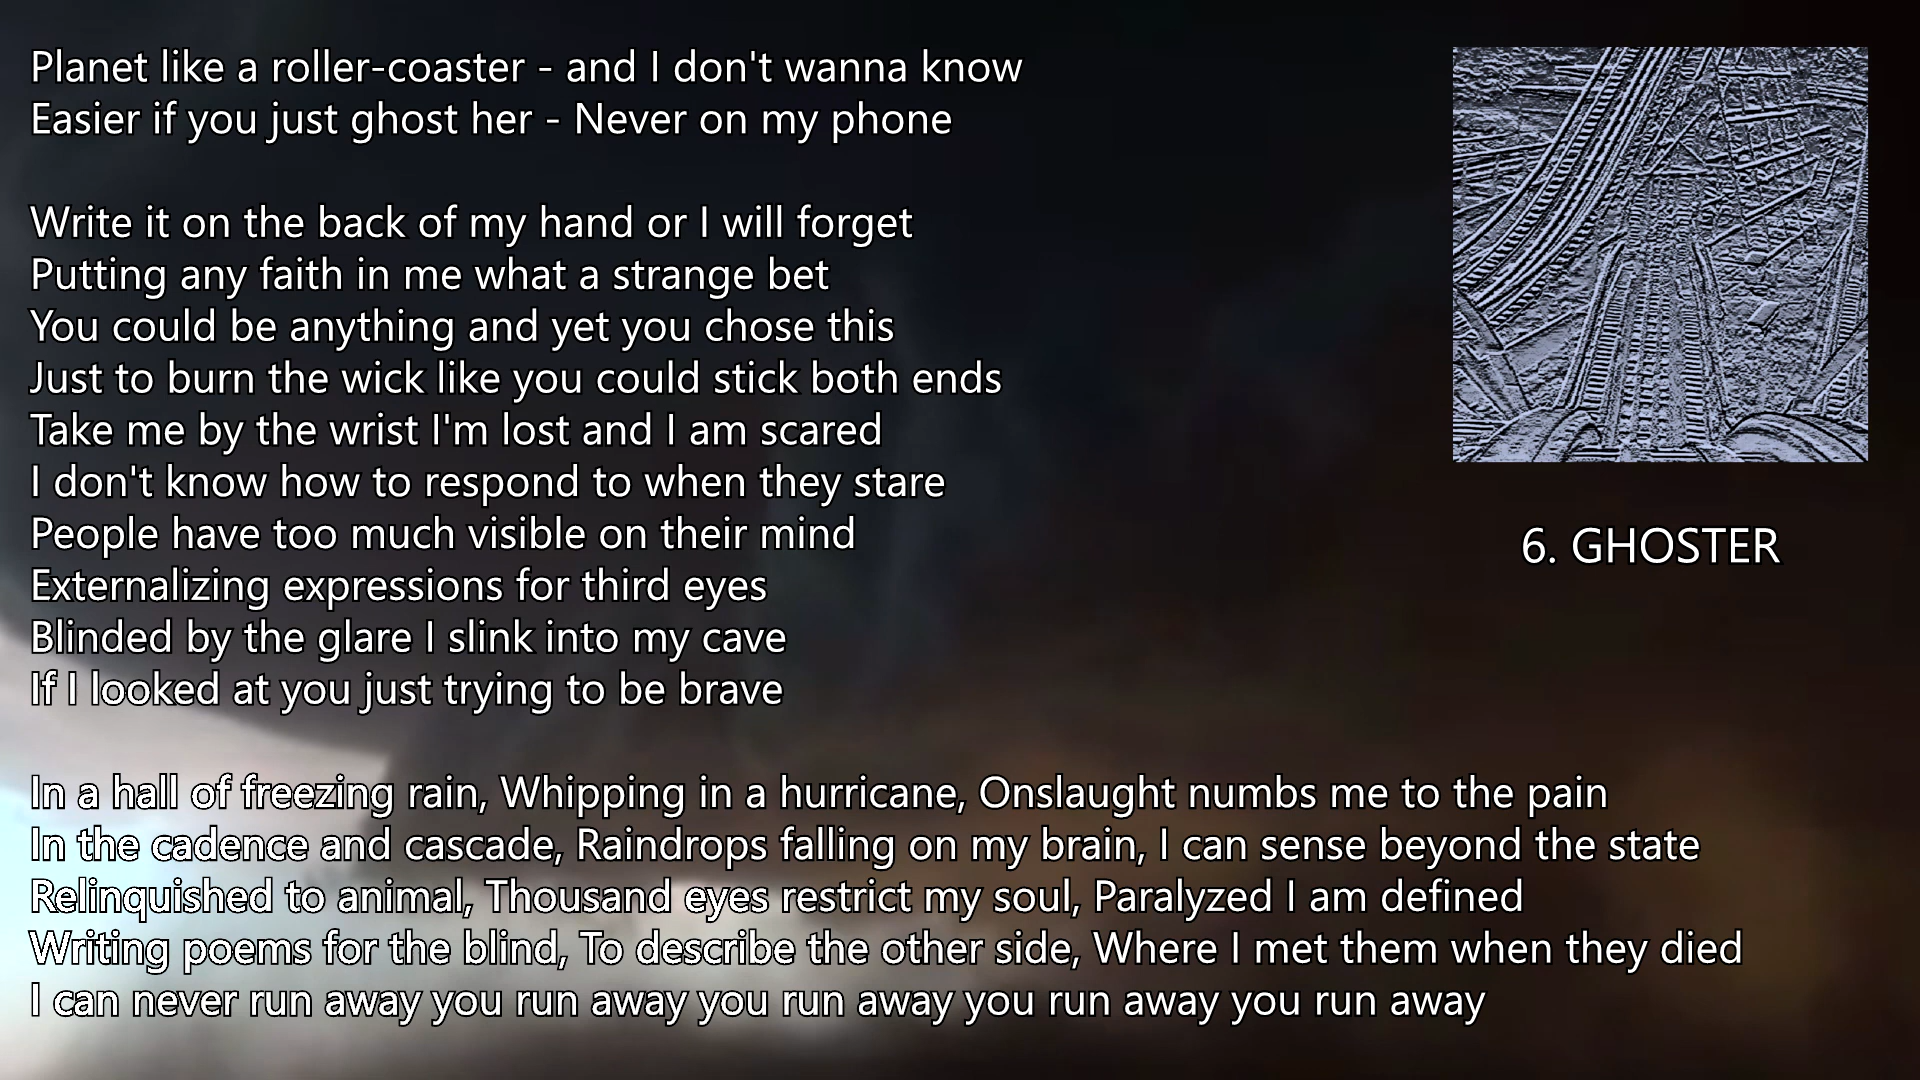 Planet like a roller-coaster - and I don't wanna know
Easier if you just ghost her - Never on my phone
Write it on the back of my hand or I will forget
Putting any faith in me what a strange bet
You could be anything and yet you chose this
Just to burn the wick like you could stick both ends
Take me by the wrist I'm lost and I am scared
I don't know how to respond to when they stare
People have too much visible on their mind
Externalizing expressions for third eyes
Blinded by the glare I slink into my cave
If I looked at you just trying to be brave
In a hall of freezing rain, Whipping in a hurricane, Onslaught numbs me to the pain
In the cadence and cascade, Raindrops falling on my brain, I can sense beyond the state
Relinquished to animal, Thousand eyes restrict my soul, Paralyzed I am defined
Writing poems for the blind, To describe the other side, Where I met them when they died
I can never run away you run away you run away you run away you run away
6. GHOSTER